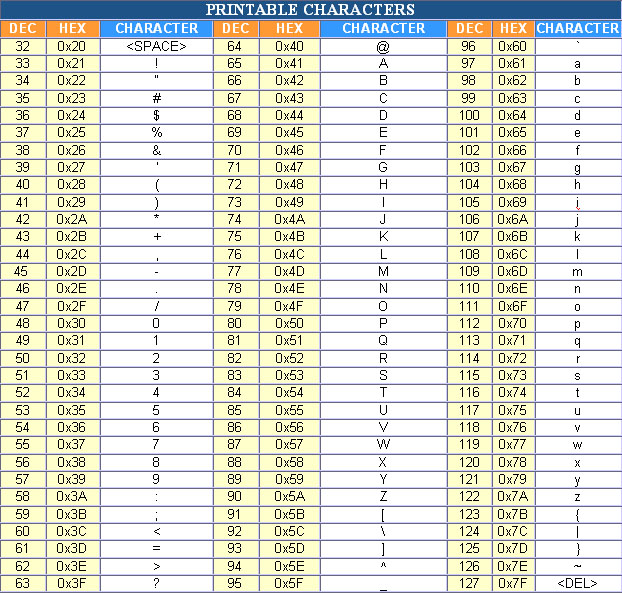 PRINTABLE CHARACTERS
DEC HEX CHARACTER DEC HEX CHARACTER DEC HEX CHARACTER
32 0x20 <SPACE> 64 0x40 @ 96 0x60 `
33 0x21 ! 65 0x41 A 97 0x61 a
34 0x22 " 66 0x42 B 98 0x62 b
35 0x23 # 67 0x43 C 99 0x63 c
36 0x24 $ 68 0x44 D 100 0x64 d
37 0x25 % 69 0x45 E 101 0x65 e
38 0x26 & 70 0x46 F 102 0x66 f
39 0x27 ' 71 0x47 G 103 0x67 g
40 0x28 ( 72 0x48 H 104 0x68 h
41 0x29 ) 73 0x49 I 105 0x69 i
42 0x2A * 74 0x4A J 106 0x6A j
43 0x2B + 75 0x4B K 107 0x6B k
44 0x2C , 76 0x4C L 108 0x6C l
45 0x2D - 77 0x4D M 109 0x6D m
46 0x2E . 78 0x4E N 110 0x6E n
47 0x2F / 79 0x4F O 111 0x6F o
48 0x30 0 80 0x50 P 112 0x70 p
49 0x31 1 81 0x51 Q 113 0x71 q
50 0x32 2 82 0x52 R 114 0x72 r
51 0x33 3 83 0x53 S 115 0x73 s
52 0x34 4 84 0x54 T 116 0x74 t
53 0x35 5 85 0x55 U 117 0x75 u
54 0x36 6 86 0x56 V 118 0x76 v
55 0x37 7 87 0x57 W 119 0x77 w
56 0x38 8 88 0x58 X 120 0x78 x
57 0x39 9 89 0x59 Y 121 0x79 y
58 0x3A : 90 0x5A Z 122 0x7A z
59 0x3B ; 91 0x5B [ 123 0x7B {
60 0x3C < 92 0x5C \ 124 0x7C |
61 0x3D = 93 0x5D ] 125 0x7D }
62 0x3E > 94 0x5E ^ 126 0x7E ~
63 0x3F ? 95 0x5F _ 127 0x7F <DEL>